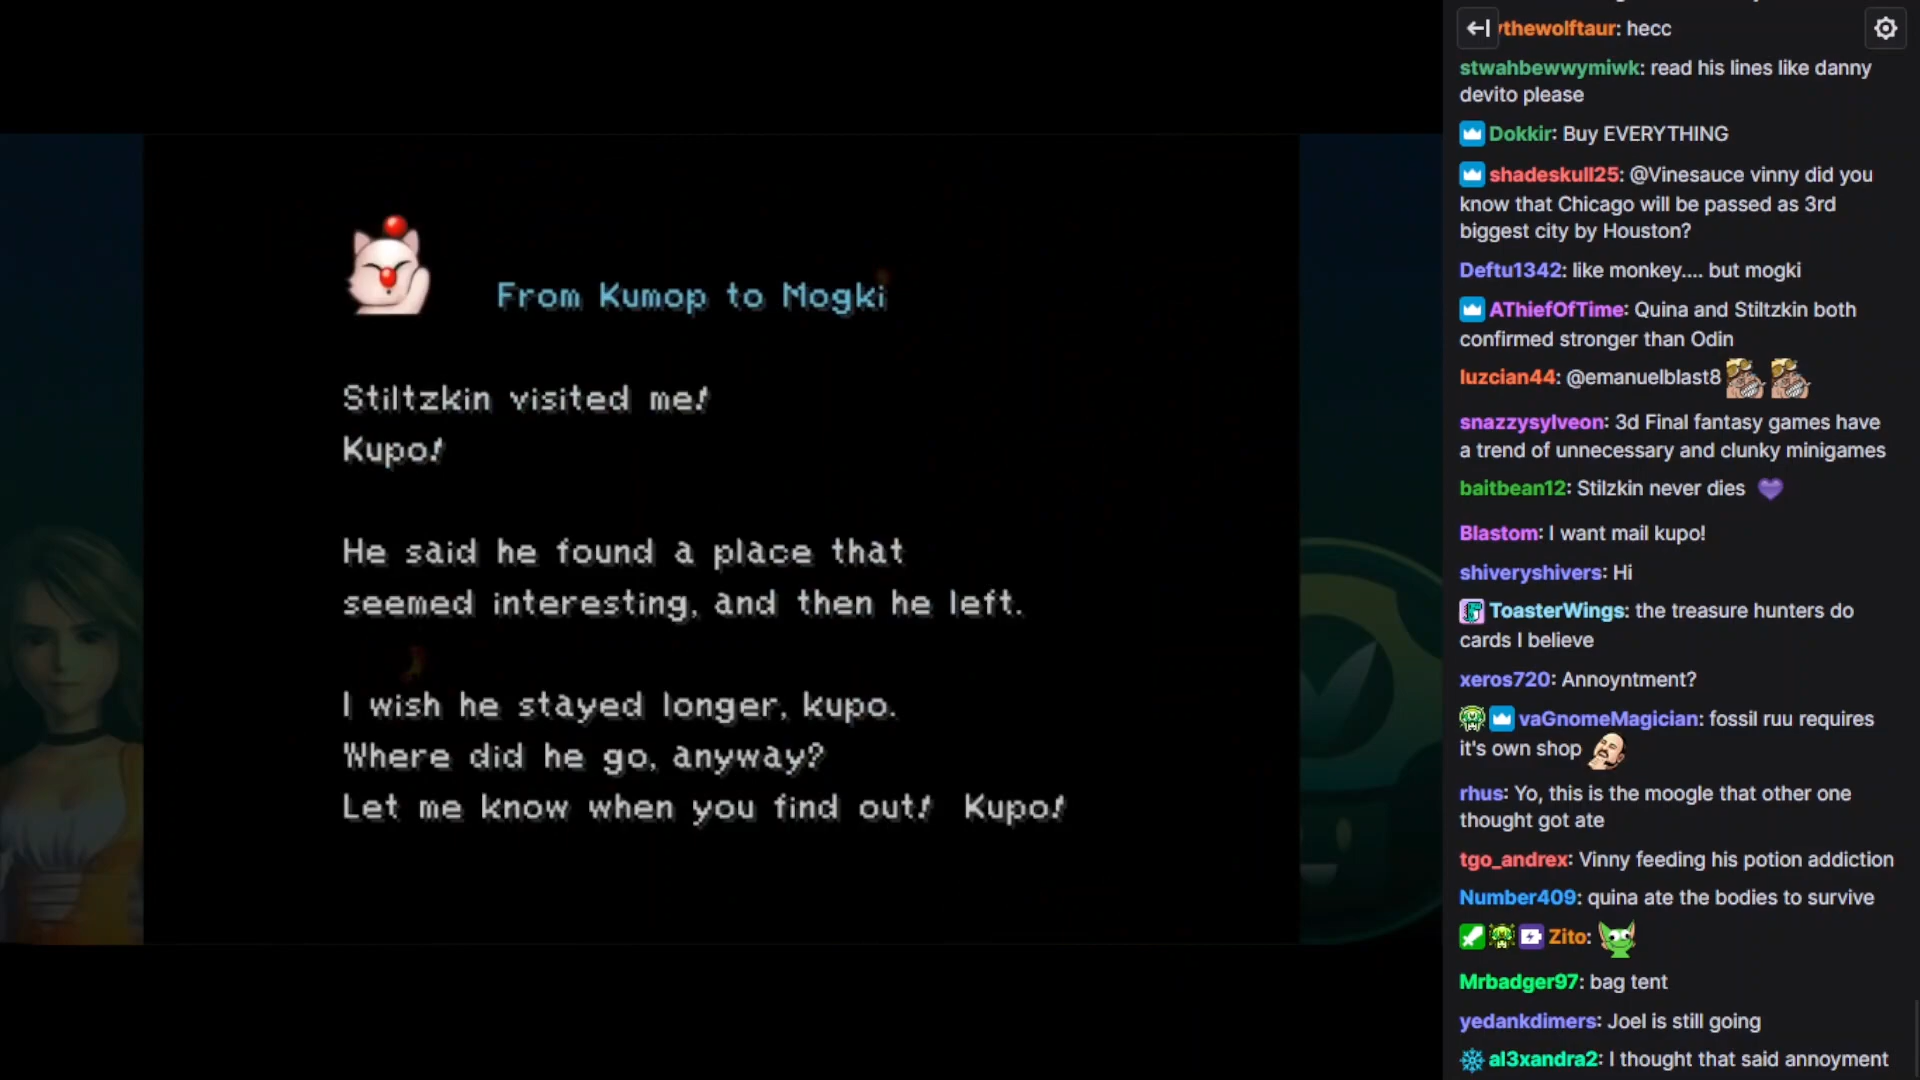 From Kumop to Mogki
Stiltzkin visited me!
Kupo!
He said he found a place that
seemed interesting, and then he left.
I wish he stayed longer, kupo.
Where did he go, anyway?
Let me know when you find out! Kupo!
ythewolftaur: hecc
stwahbewwymiwk: read his lines like danny
devito please
Dokkir: Buy EVERYTHING
shadeskull25: @Vinesauce vinny did you
know that Chicago will be passed as 3rd
biggest city by Houston?
Deftu1342: like monkey.... but mogki
AThiefOfTime: Quina and Stiltzkin both
confirmed stronger than Odin
luzcian44: @emanuelblast8
snazzysylveon: 3d Final fantasy games have
a trend of unnecessary and clunky minigames
baitbean12: Stilzkin never dies
Blastom: I want mail kupo!
shiveryshivers: Hi
ToasterWings: the treasure hunters do
cards I believe
xeros720: Annoyntment?
vaGnomeMagician: fossil ruu requires
it's own shop
rhus: Yo, this is the moogle that other one
thought got ate
tgo_andrex: Vinny feeding his potion addiction
Number409: quina ate the bodies to survive
Zito:
Mrbadger97: bag tent
yedankdimers: Joel is still going
al3xandra2: I thought that said annoyment